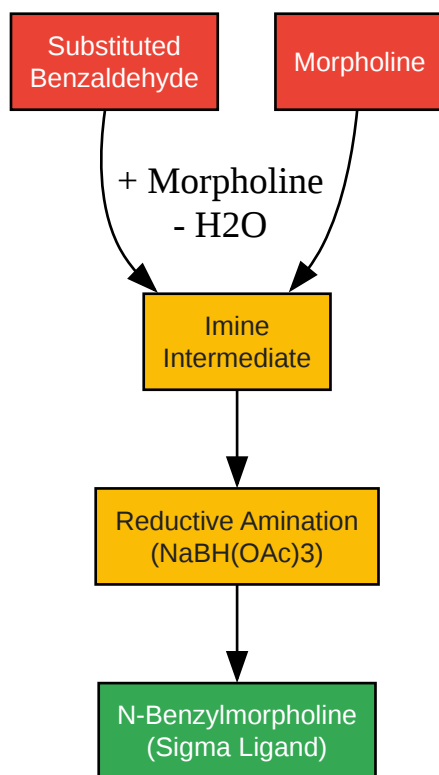 Substituted
Benzaldehyde
Morpholine
+ Morpholine
- H2O
Imine
Intermediate
Reductive Amination
(NaBH(OAc)3)
N-Benzylmorpholine
(Sigma Ligand)